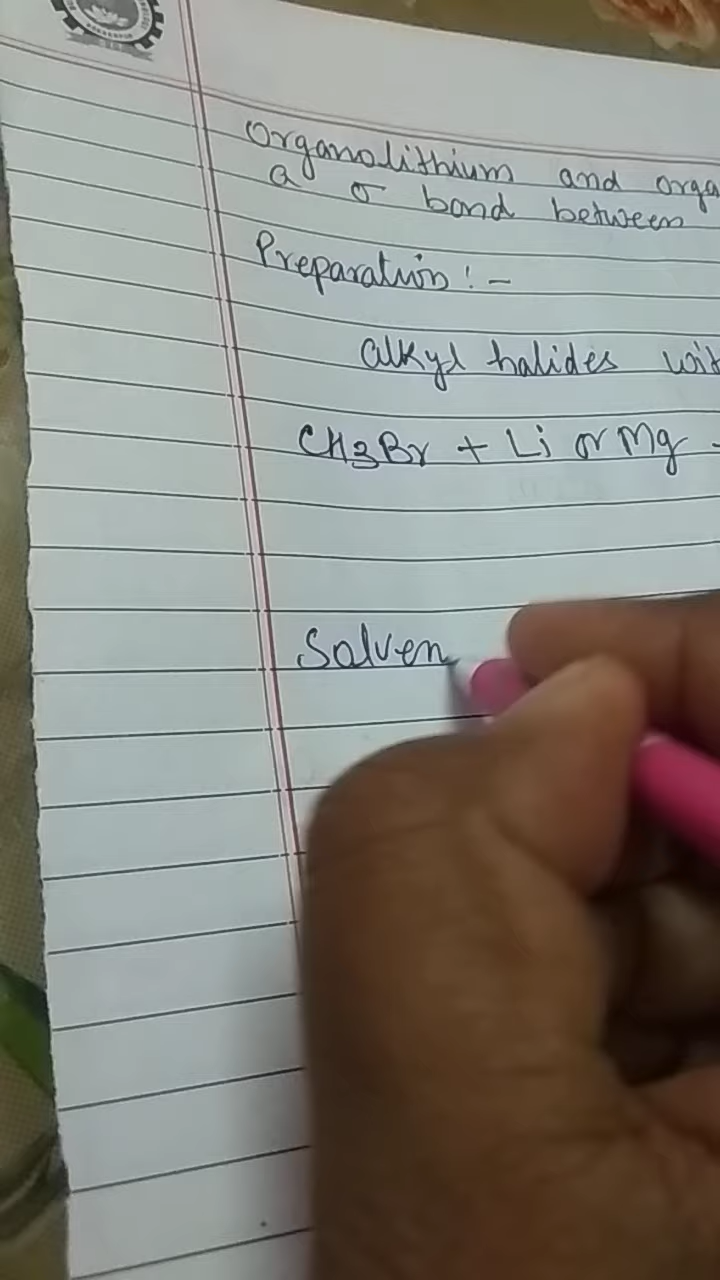 Organolithium and orga
a σ bond between
Preparation :-
alkyl halides wit
CH3Br + Li or Mg -
Solven